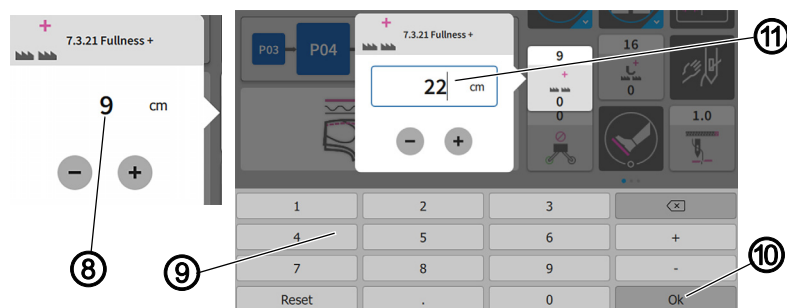 7.3.21 Fullness +
9 cm
- +
⑧
P03 P04
7.3.21 Fullness +
22 cm
- +
⑪
9
+
0
0
16
+
0
1.0
1 2 3
4 5 6 +
7 8 9 -
Reset . 0 Ok
⑨
⑩